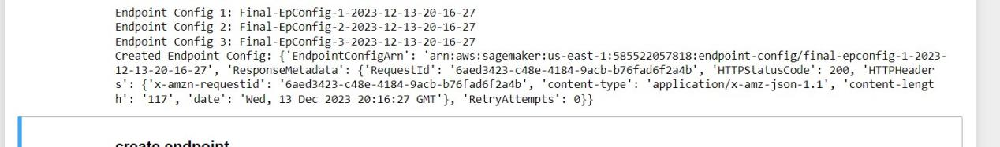 Endpoint Config 1: Final-EpConfig-1-2023-12-13-20-16-27
Endpoint Config 2: Final-EpConfig-2-2023-12-13-20-16-27
Endpoint Config 3: Final-EpConfig-3-2023-12-13-20-16-27
Created Endpoint Config: {'EndpointConfigArn': 'arn:aws:sagemaker:us-east-1:585522057818:endpoint-config/final-epconfig-1-2023-
12-13-20-16-27', 'ResponseMetadata': {'RequestId': '6aed3423-c48e-4184-9acb-b76fad6f2a4b', 'HTTPStatusCode': 200, 'HTTPHeader
s': {'x-amzn-requestid': '6aed3423-c48e-4184-9acb-b76fad6f2a4b', 'content-type': 'application/x-amz-json-1.1', 'content-lengt
h': '117', 'date': 'Wed, 13 Dec 2023 20:16:27 GMT'}, 'RetryAttempts': 0}}
create endpoint